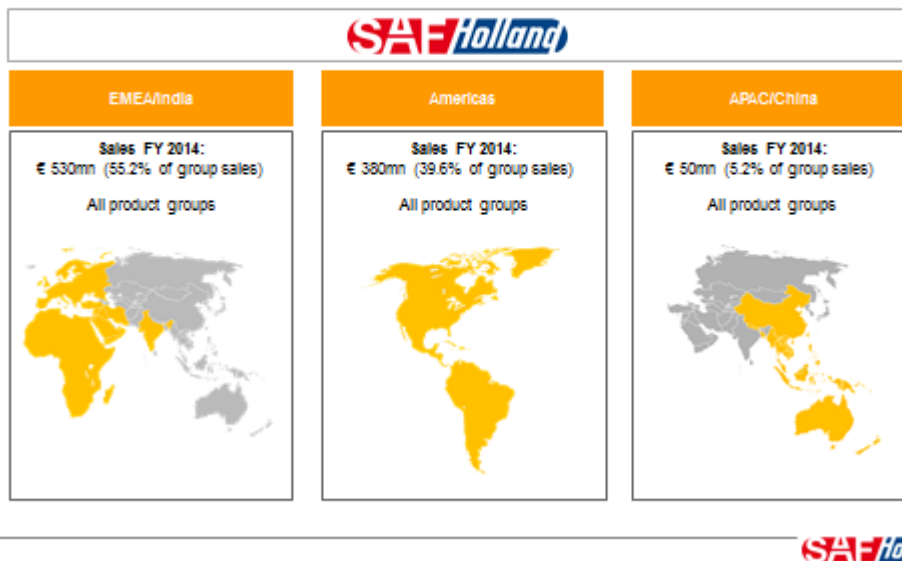 SAF Holland
EMEA/India
Sales FY 2014:
€ 530mn (55.2% of group sales)
All product groups
Americas
Sales FY 2014:
€ 380mn (39.6% of group sales)
All product groups
APAC/China
Sales FY 2014:
€ 50mn (5.2% of group sales)
All product groups
SAF Ho